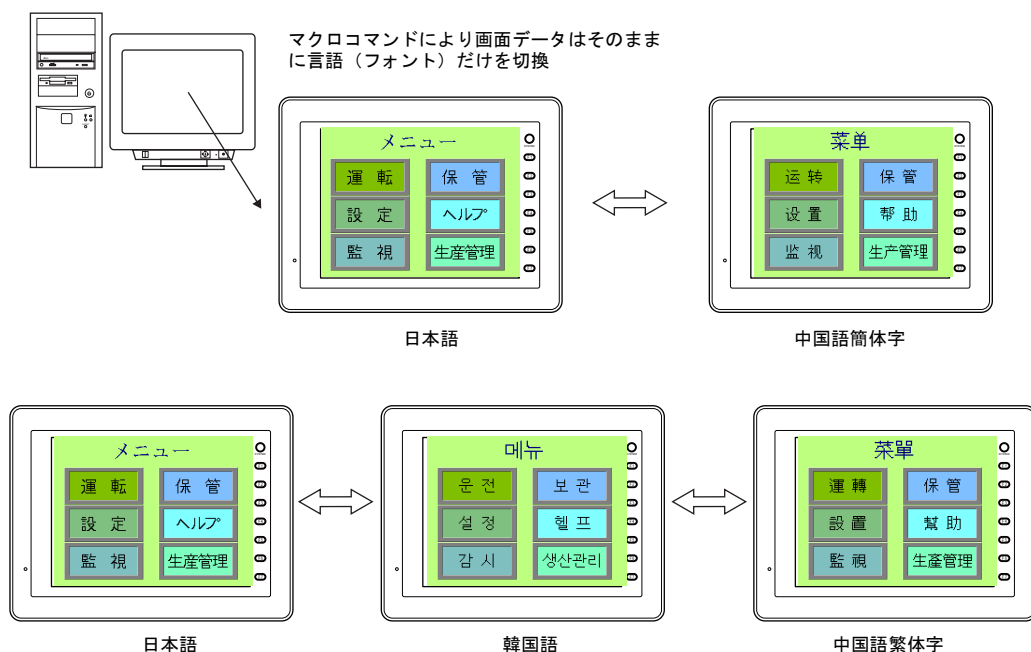 マクロコマンドにより画面データはそのまま
に言語（フォント）だけを切換
メニュー
運 転
保 管
設 定
ヘルプ
監 視
生産管理
日本語
菜单
运 转
保 管
设 置
帮 助
监 视
生产管理
中国語簡体字
メニュー
運 転
保 管
設 定
ヘルプ
監 視
生産管理
日本語
메뉴
운 전
보 관
설 정
헬 프
감 시
생산관리
韓国語
菜單
運 轉
保 管
設 置
幫 助
監 視
生產管理
中国語繁体字